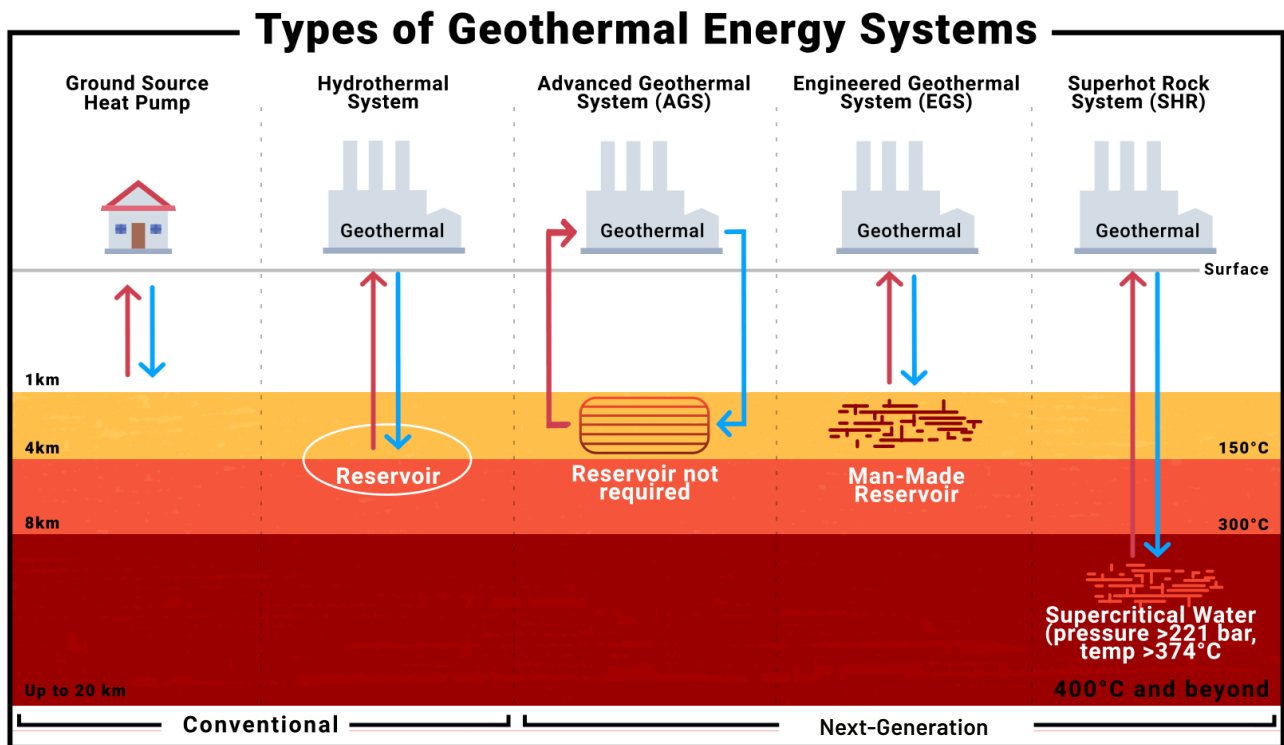 Types of Geothermal Energy Systems
Ground Source
Heat Pump
Hydrothermal
System
Advanced Geothermal
System (AGS)
Engineered Geothermal
System (EGS)
Superhot Rock
System (SHR)
Geothermal
Geothermal
Geothermal
Geothermal
Surface
1km
4km
150°C
Reservoir
Reservoir not
required
Man-Made
Reservoir
8km
300°C
Supercritical Water
(pressure >221 bar,
temp >374°C
Up to 20 km
400°C and beyond
Conventional
Next-Generation